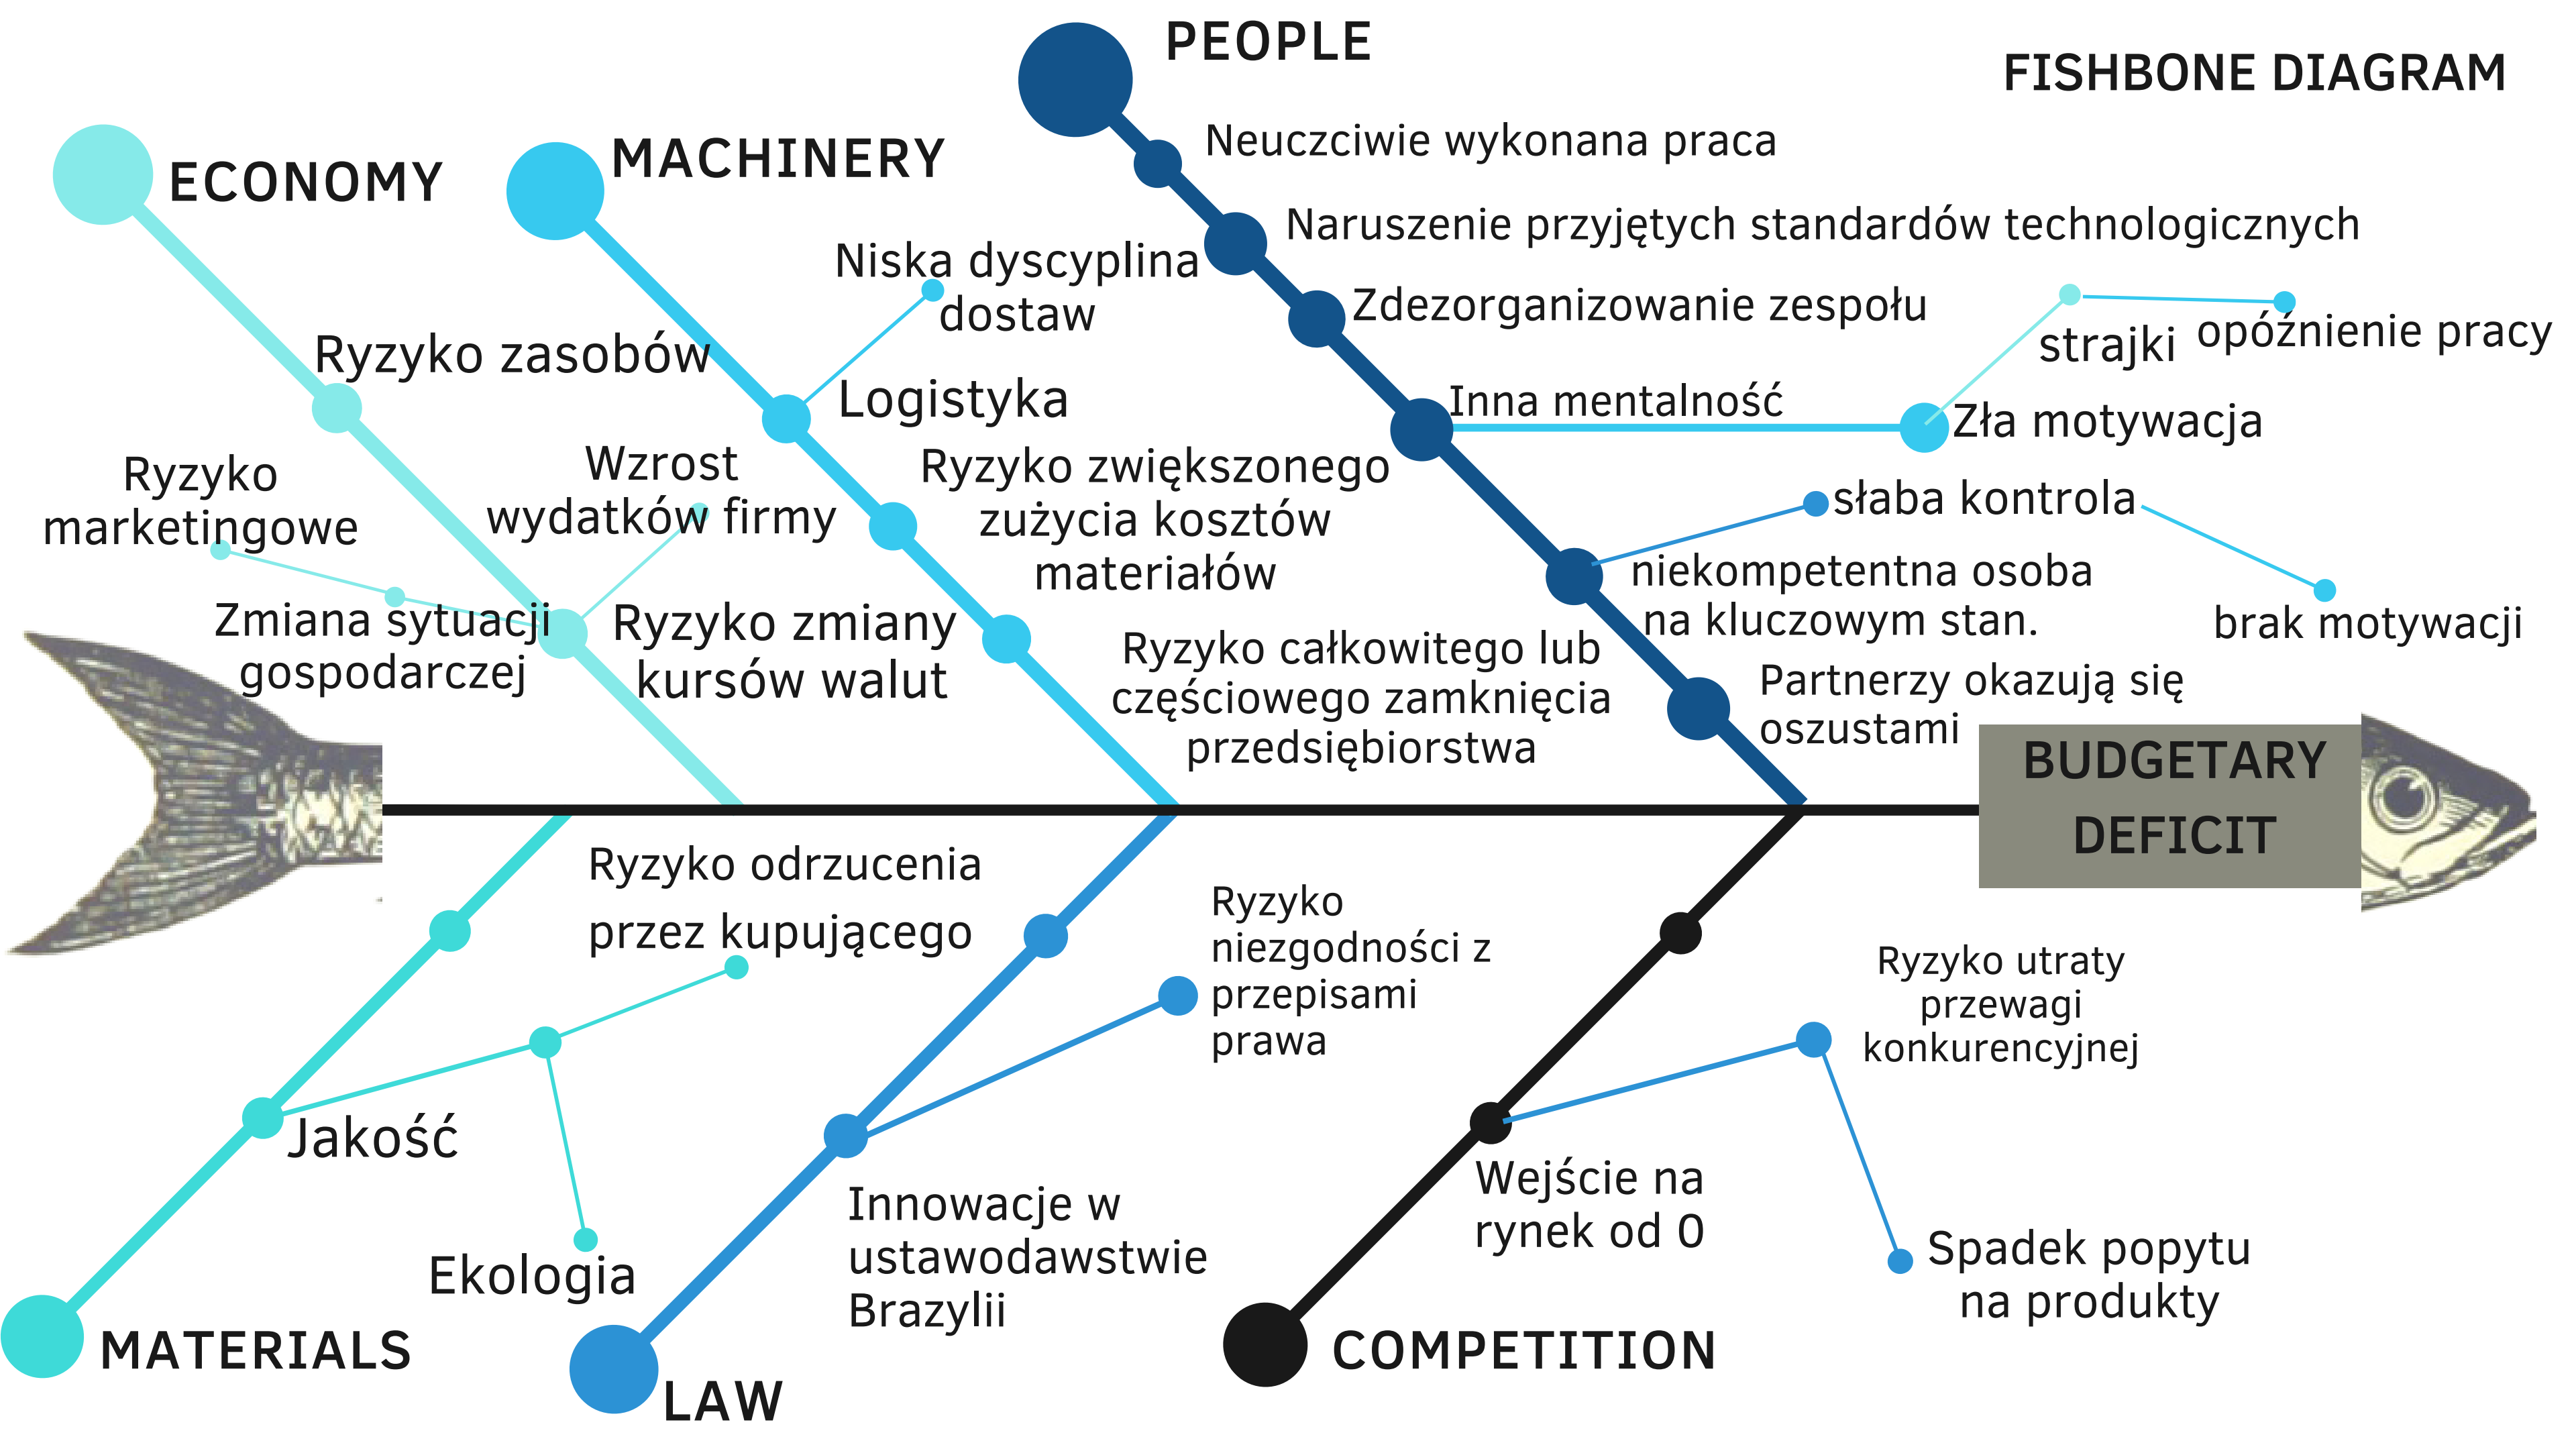 PEOPLE
FISHBONE DIAGRAM
Neuczciwie wykonana praca
MACHINERY
ECONOMY
Naruszenie przyjętych standardów technologicznych
Niska dyscyplina
dostaw
Zdezorganizowanie zespołu
strajki
opóźnienie pracy
Ryzyko zasobów
Logistyka
Inna mentalność
Zła motywacja
Ryzyko
marketingowe
Wzrost
wydatków firmy
Ryzyko zwiększonego
zużycia kosztów
materiałów
słaba kontrola
niekompetentna osoba
na kluczowym stan.
brak motywacji
Zmiana sytuacji
gospodarczej
Ryzyko zmiany
kursów walut
Ryzyko całkowitego lub
częściowego zamknięcia
przedsiębiorstwa
Partnerzy okazują się
oszustami
BUDGETARY
DEFICIT
Ryzyko odrzucenia
przez kupującego
Ryzyko
niezgodności z
przepisami
prawa
Ryzyko utraty
przewagi
konkurencyjnej
Jakość
Ekologia
Innowacje w
ustawodawstwie
Brazylii
Wejście na
rynek od 0
Spadek popytu
na produkty
MATERIALS
LAW
COMPETITION